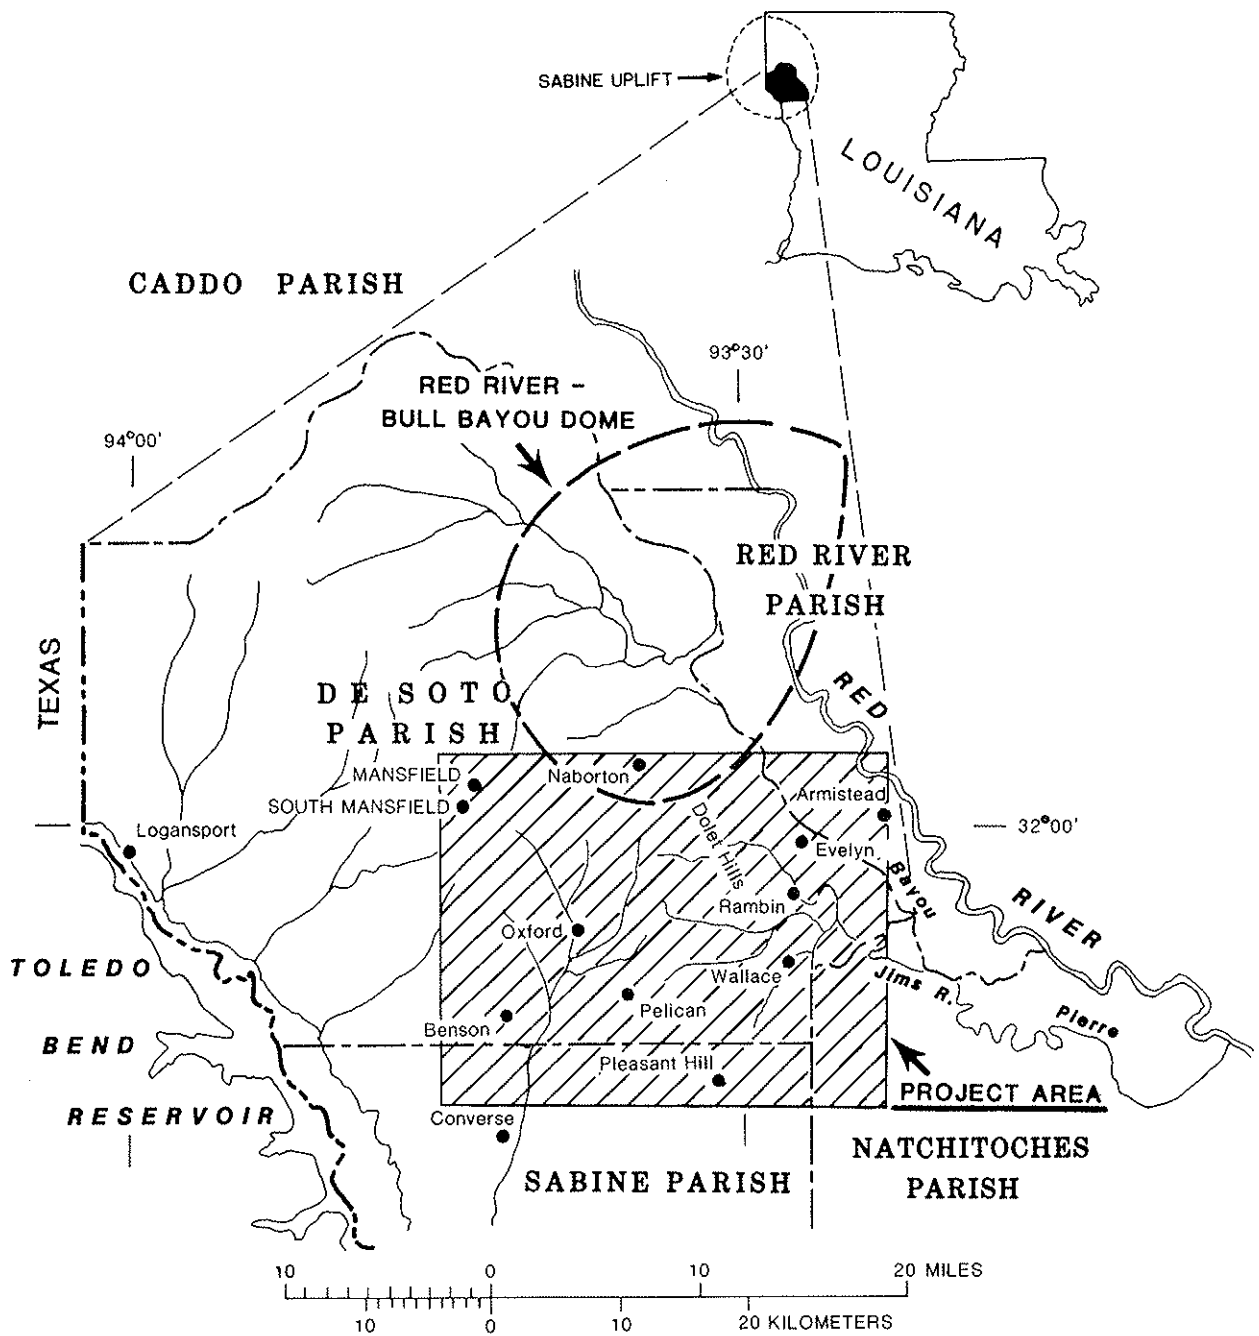 SABINE UPLIFT
LOUISIANA
CADDO PARISH
93°30'
RED RIVER -
BULL BAYOU DOME
94°00'
RED RIVER
PARISH
TEXAS
DE SOTO
PARISH
RED
RIVER
MANSFIELD
SOUTH MANSFIELD
Naborton
Armistead
Dolet Hills
32°00'
Logansport
Evelyn
Bayou
Rambin
Oxford
TOLEDO
BEND
RESERVOIR
Wallace
Jims R.
Pierre
Pelican
Benson
Pleasant Hill
PROJECT AREA
Converse
NATCHITOCHES
PARISH
SABINE PARISH
10 0 10 20 MILES
10 0 10 20 KILOMETERS